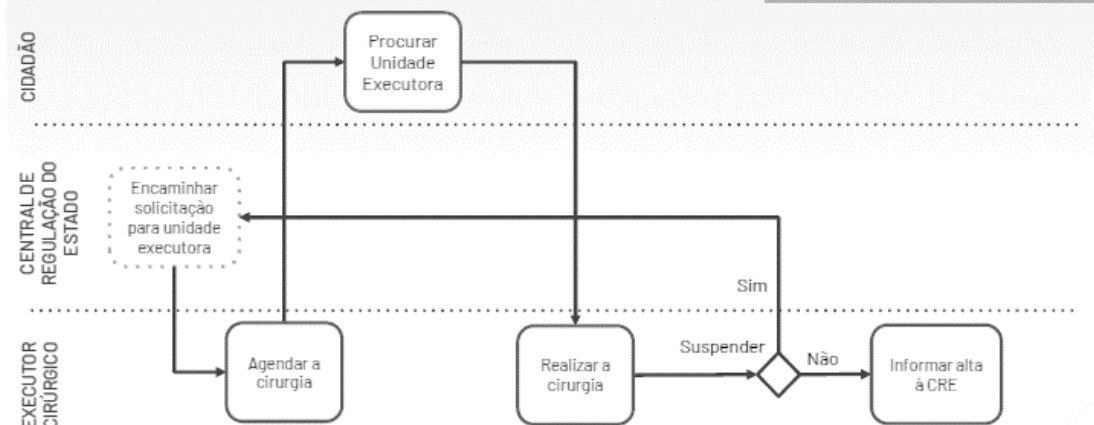 CIDADÃO
Procurar
Unidade
Executora
CENTRAL DE
REGULAÇÃO DO
ESTADO
Encaminhar
solicitação
para unidade
executora
Sim
EXECUTOR
CIRÚRGICO
Agendar a
cirurgia
Realizar a
cirurgia
Suspender
Não
Informar alta
à CRE